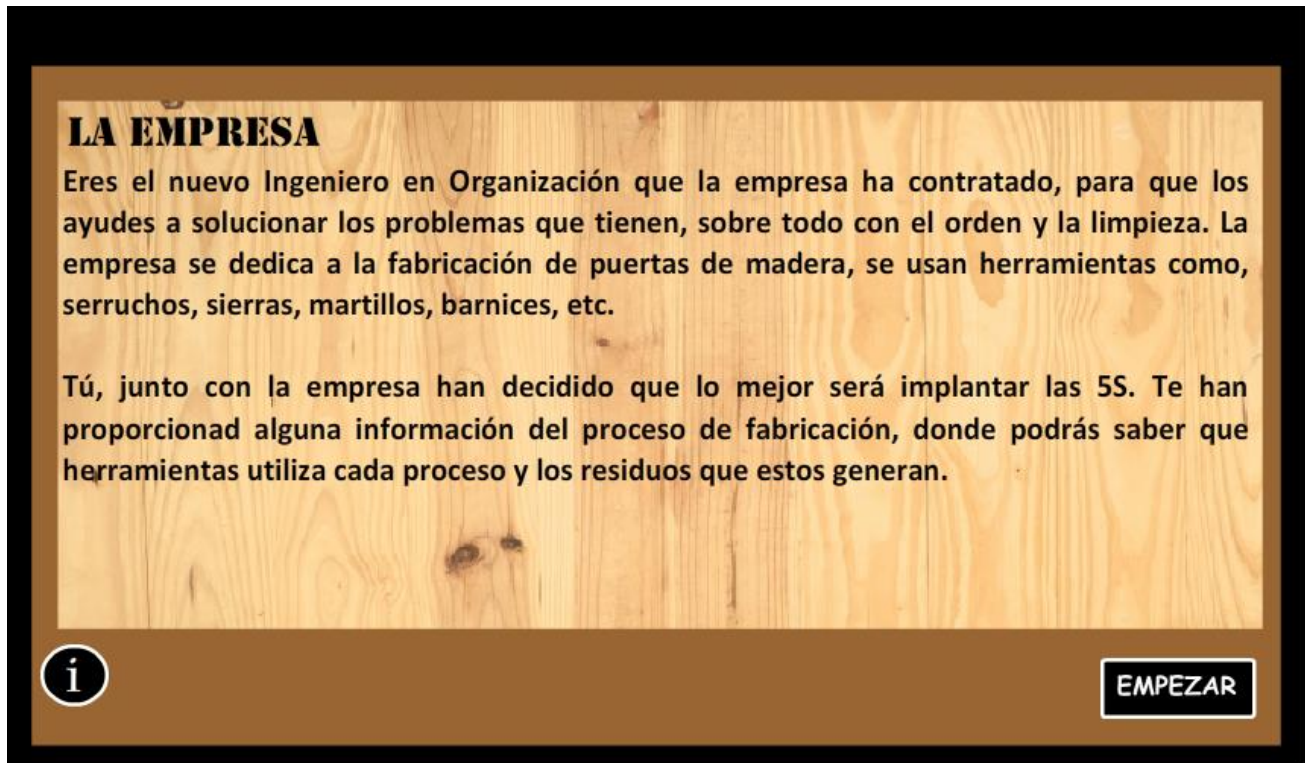 LA EMPRESA
Eres el nuevo Ingeniero en Organización que la empresa ha contratado, para que los
ayudes a solucionar los problemas que tienen, sobre todo con el orden y la limpieza. La
empresa se dedica a la fabricación de puertas de madera, se usan herramientas como,
serruchos, sierras, martillos, barnices, etc.
Tú, junto con la empresa han decidido que lo mejor será implantar las 5S. Te han
proporcionad alguna información del proceso de fabricación, donde podrás saber que
herramientas utiliza cada proceso y los residuos que estos generan.
i
EMPEZAR